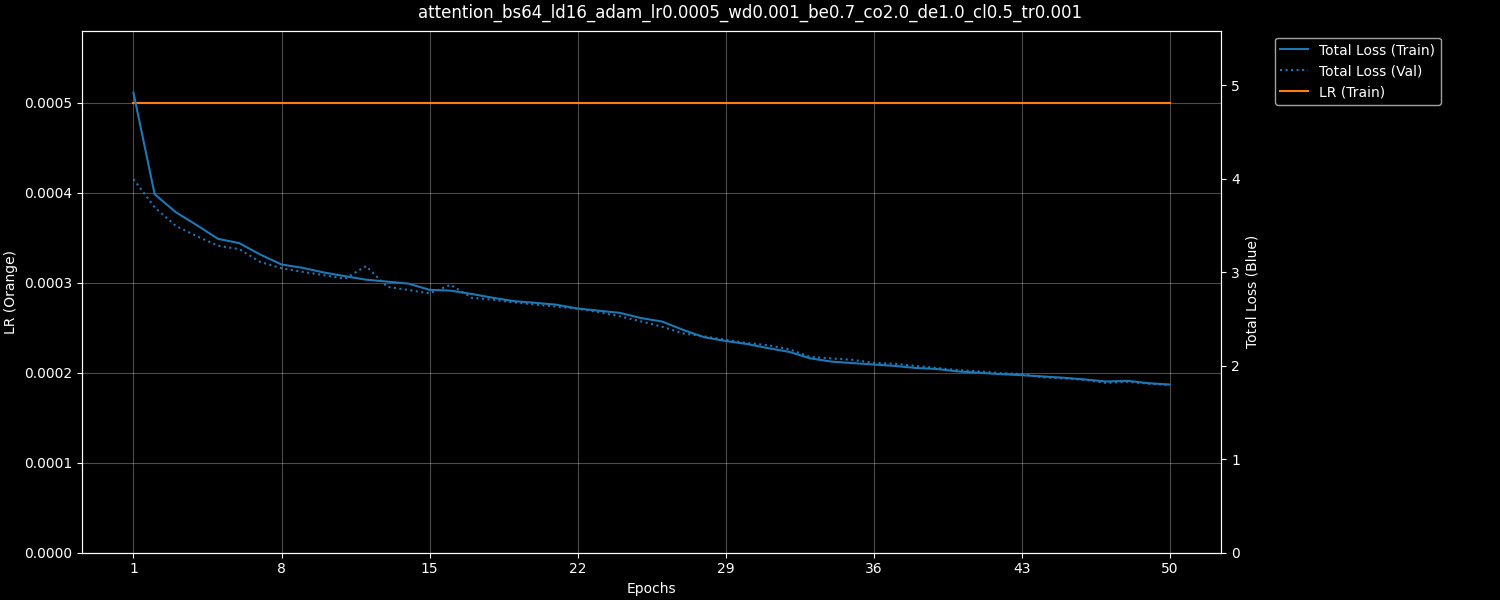 attention_bs64_ld16_adam_lr0.0005_wd0.001_be0.7_co2.0_de1.0_cl0.5_tr0.001
Total Loss (Train)
Total Loss (Val)
LR (Train)
0.0005
0.0004
0.0003
0.0002
0.0001
0.0000
LR (Orange)
5
4
3
2
1
0
Total Loss (Blue)
1 8 15 22 29 36 43 50
Epochs